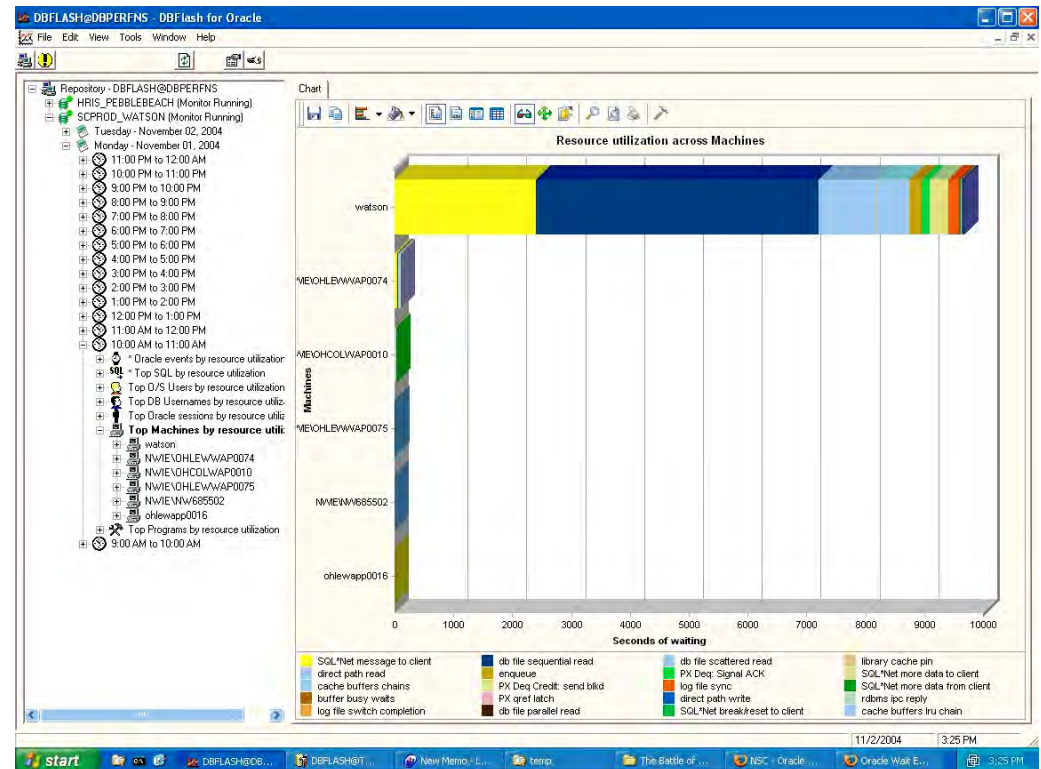 DBFLASH@DBPERFNS - DBFlash for Oracle
File Edit View Tools Window Help
Repository - DBFLASH@DBPERFNS
HRIS_PEBBLEBEACH (Monitor Running)
SCPROD_WATSON (Monitor Running)
Tuesday - November 02, 2004
Monday - November 01, 2004
11:00 PM to 12:00 AM
10:00 PM to 11:00 PM
9:00 PM to 10:00 PM
8:00 PM to 9:00 PM
7:00 PM to 8:00 PM
6:00 PM to 7:00 PM
5:00 PM to 6:00 PM
4:00 PM to 5:00 PM
3:00 PM to 4:00 PM
2:00 PM to 3:00 PM
1:00 PM to 2:00 PM
12:00 PM to 1:00 PM
11:00 AM to 12:00 PM
10:00 AM to 11:00 AM
* Oracle events by resource utilization
SQL * Top SQL by resource utilization
Top O/S Users by resource utilization
Top DB Usernames by resource utiliz
Top Oracle sessions by resource utiliz
Top Machines by resource utili
watson
NWIE\OHLEWWAP0074
NWIE\OHCOLWAP0010
NWIE\OHLEWWAP0075
NWIE\NW685502
ohlewapp0016
Top Programs by resource utilization
9:00 AM to 10:00 AM
Chart
Resource utilization across Machines
Machines
watson
ohlewapp0016
0 1000 2000 3000 4000 5000 6000 7000 8000 9000 10000
Seconds of waiting
SQL*Net message to client db file sequential read db file scattered read library cache pin
direct path read enqueue PX Deq: Signal ACK SQL*Net more data to client
cache buffers chains PX Deq Credit: send blkd log file sync SQL*Net more data from client
buffer busy waits PX qref latch direct path write rdbms ipc reply
log file switch completion db file parallel read SQL*Net break/reset to client cache buffers lru chain
11/2/2004 3:25 PM
start DBFLASH@DB... DBFLASH@T... New Memo - L... temp The Battle of ... NSC - Oracle ... Oracle Wait E... 3:25 PM